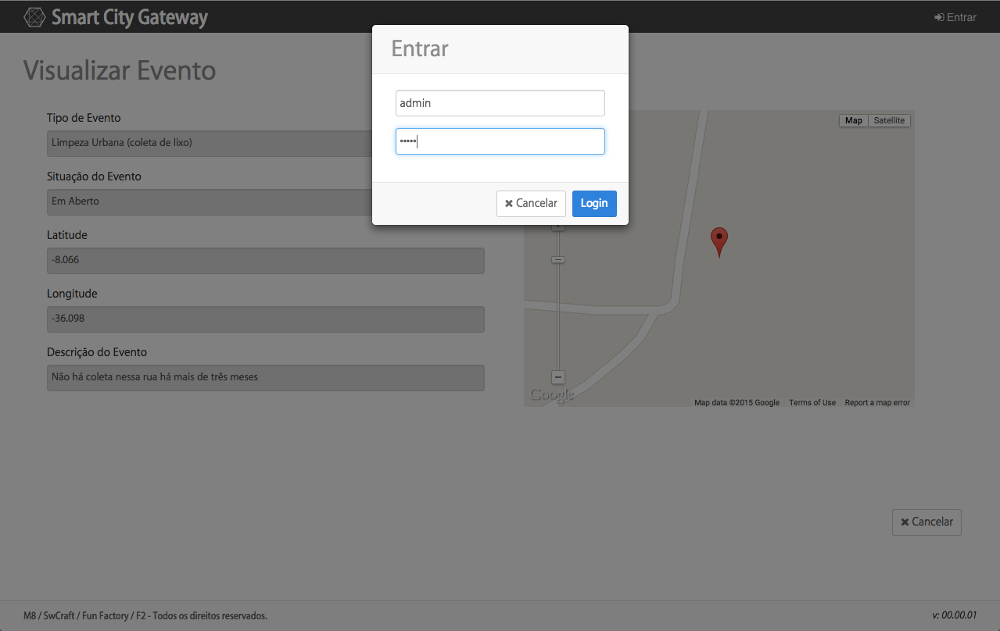 Smart City Gateway
Entrar
Entrar
admin
•••••
Cancelar
Login
Visualizar Evento
Tipo de Evento
Limpeza Urbana (coleta de lixo)
Situação do Evento
Em Aberto
Latitude
-8.066
Longitude
-36.098
Descrição do Evento
Não há coleta nessa rua há mais de três meses
Map Satellite
Google
Map data ©2015 Google Terms of Use Report a map error
Cancelar
M8 / SwCraft / Fun Factory / F2 - Todos os direitos reservados.
v: 00.00.01